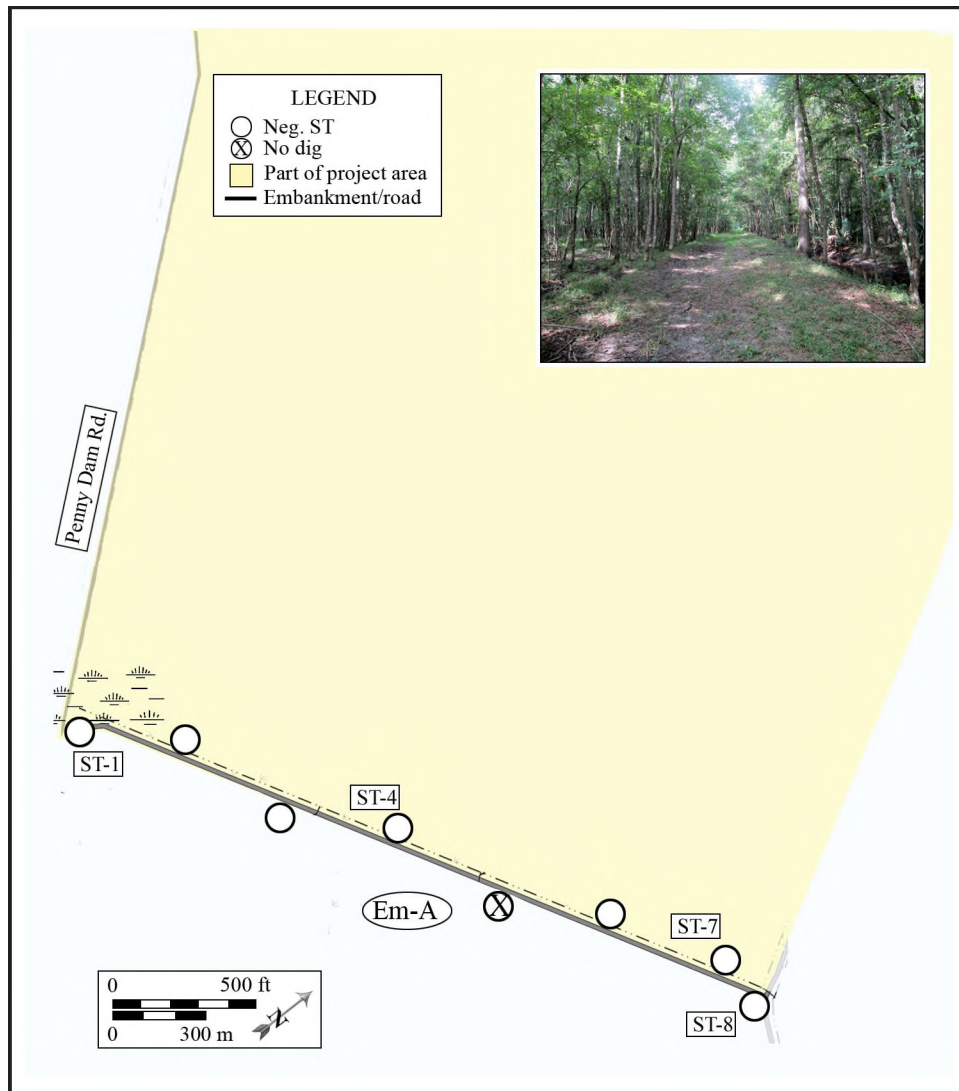 LEGEND
Neg. ST
X No dig
Part of project area
Embankment/road
Penny Dam Rd.
ST-1
ST-4
Em-A
X
ST-7
ST-8
0 500 ft
0 300 m
N